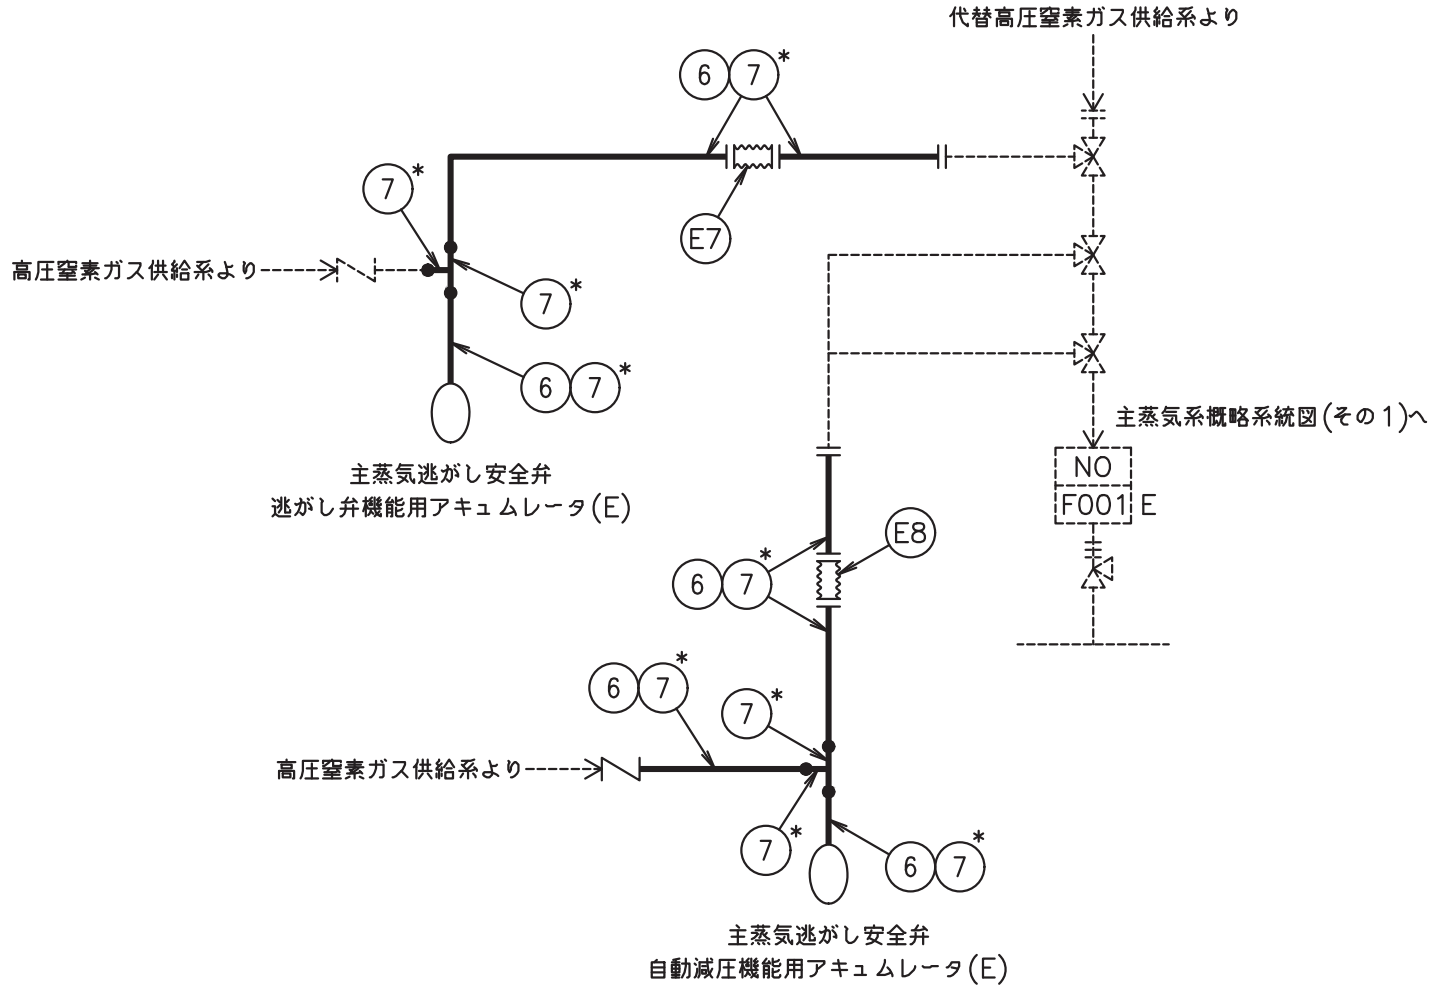 代替高圧窒素ガス供給系より
6 7*
7*
E7
高圧窒素ガス供給系より
7*
6 7*
主蒸気系概略系統図(その1)へ
主蒸気逃がし安全弁
逃がし弁機能用アキュムレータ(E)
NO
F001 E
E8
6 7*
6 7*
7*
高圧窒素ガス供給系より
7*
6 7*
主蒸気逃がし安全弁
自動減圧機能用アキュムレータ(E)